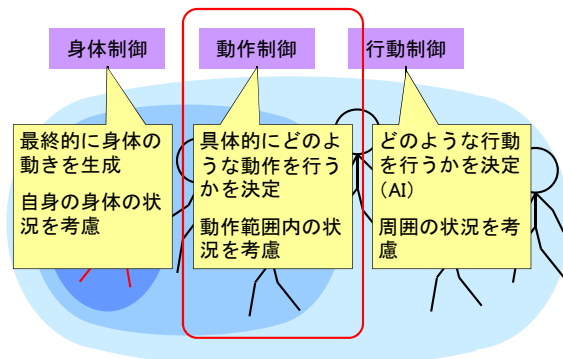 身体制御
動作制御
行動制御
最終的に身体の
動きを生成
自身の身体の状
況を考慮
具体的にどのよ
うな動作を行う
かを決定
動作範囲内の状
況を考慮
どのような行動
を行うかを決定
(AI)
周囲の状況を考
慮